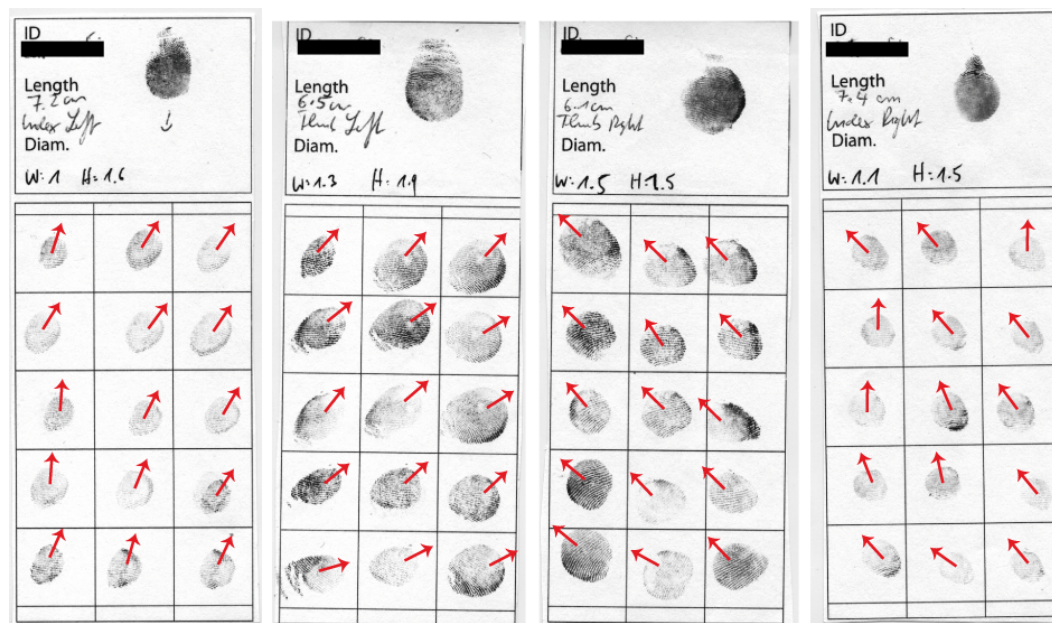 ID
Length
7.2 cm
Index Left
Diam.
W: 1 H: 1.6
ID
Length
6.5 cm
Thumb Left
Diam.
W: 1.3 H: 1.9
ID
Length
6.1 cm
Thumb Right
Diam.
W: 1.5 H: 1.5
ID
Length
7.4 cm
Index Right
Diam.
W: 1.1 H: 1.5